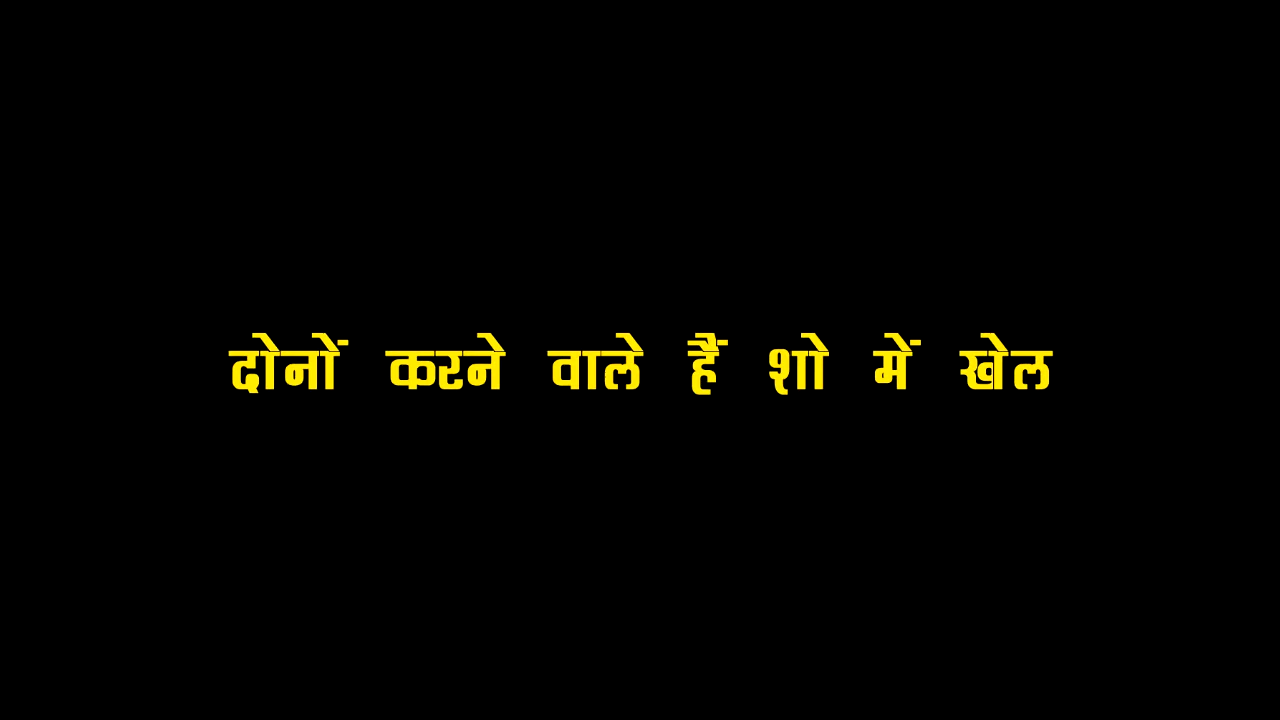 दोनों करने वाले हैं शो में खेल